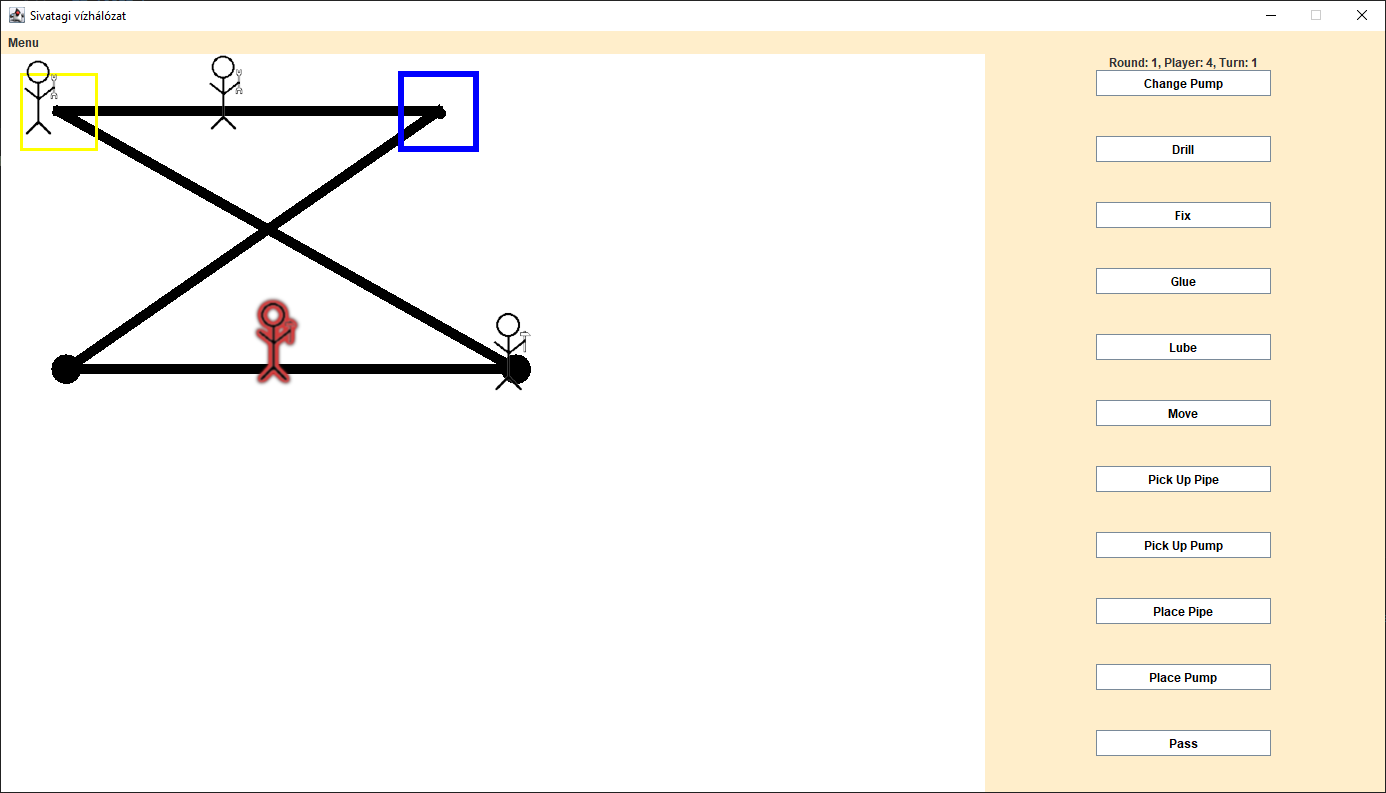 Sivatagi vízhálózat
Menu
Round: 1, Player: 4, Turn: 1
Change Pump
Drill
Fix
Glue
Lube
Move
Pick Up Pipe
Pick Up Pump
Place Pipe
Place Pump
Pass